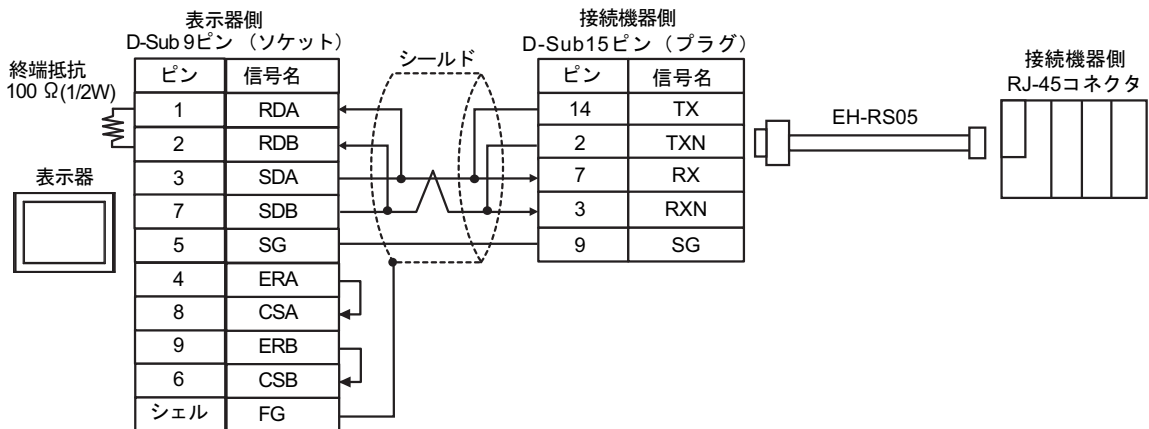 表示器側
D-Sub 9ピン（ソケット）
終端抵抗
100 Ω(1/2W)
表示器
ピン 信号名
1 RDA
2 RDB
3 SDA
7 SDB
5 SG
4 ERA
8 CSA
9 ERB
6 CSB
シェル FG
シールド
接続機器側
D-Sub15ピン（プラグ）
ピン 信号名
14 TX
2 TXN
7 RX
3 RXN
9 SG
EH-RS05
接続機器側
RJ-45コネクタ